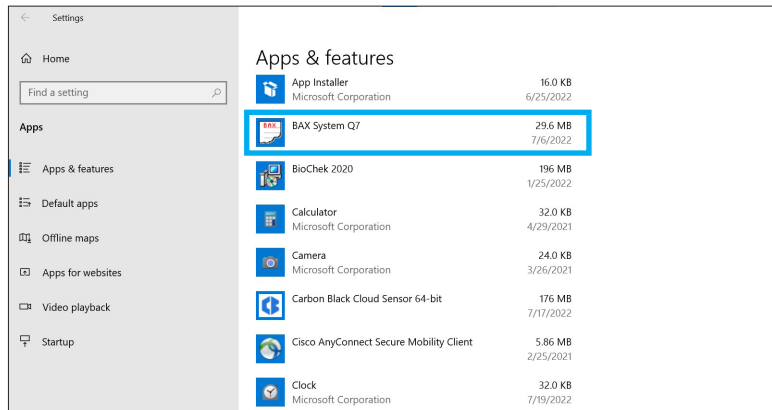 Settings
Home
Find a setting
Apps
Apps & features
Default apps
Offline maps
Apps for websites
Video playback
Startup
Apps & features
App Installer 16.0 KB
Microsoft Corporation 6/25/2022
BAX
BAX System Q7 29.6 MB
7/6/2022
BioChek 2020 196 MB
1/25/2022
Calculator 32.0 KB
Microsoft Corporation 4/29/2021
Camera 24.0 KB
Microsoft Corporation 3/26/2021
Carbon Black Cloud Sensor 64-bit 176 MB
7/17/2022
Cisco AnyConnect Secure Mobility Client 5.86 MB
2/25/2021
Clock 32.0 KB
Microsoft Corporation 7/19/2022